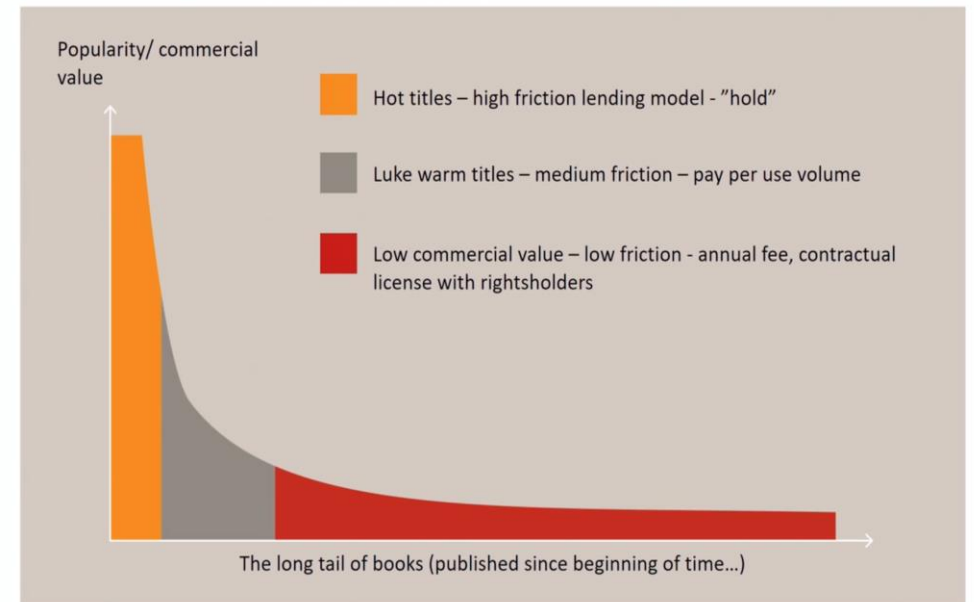 Popularity/ commercial
value
Hot titles – high friction lending model - ”hold”
Luke warm titles – medium friction – pay per use volume
Low commercial value – low friction - annual fee, contractual
license with rightsholders
The long tail of books (published since beginning of time…)